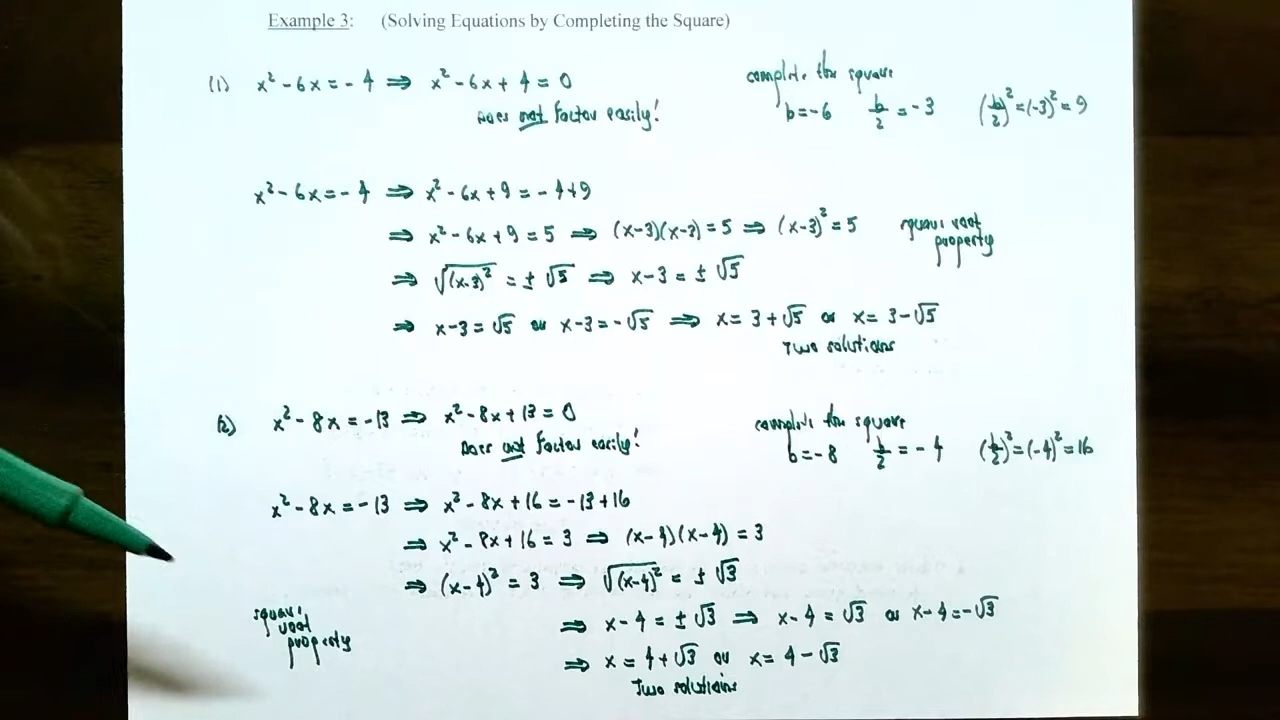 Example 3: (Solving Equations by Completing the Square)
(1) x² - 6x = -4 ⇒ x² - 6x + 4 = 0
Does not factor easily!
complete the square
b = -6 b/2 = -3 (b/2)² = (-3)² = 9
x² - 6x = -4 ⇒ x² - 6x + 9 = -4+9
⇒ x² - 6x + 9 = 5 ⇒ (x-3)(x-3) = 5 ⇒ (x-3)² = 5
square root
property
⇒ √(x-3)² = ± √5 ⇒ x-3 = ± √5
⇒ x-3 = √5 or x-3 = -√5 ⇒ x = 3+√5 or x = 3-√5
Two solutions
(2) x² - 8x = -13 ⇒ x² - 8x + 13 = 0
Does not factor easily!
complete the square
b = -8 b/2 = -4 (b/2)² = (-4)² = 16
x² - 8x = -13 ⇒ x² - 8x + 16 = -13+16
⇒ x² - 8x + 16 = 3 ⇒ (x-4)(x-4) = 3
⇒ (x-4)² = 3 ⇒ √(x-4)² = ± √3
square
root
property
⇒ x-4 = ±√3 ⇒ x-4 = √3 or x-4 = -√3
⇒ x = 4+√3 or x = 4-√3
Two solutions